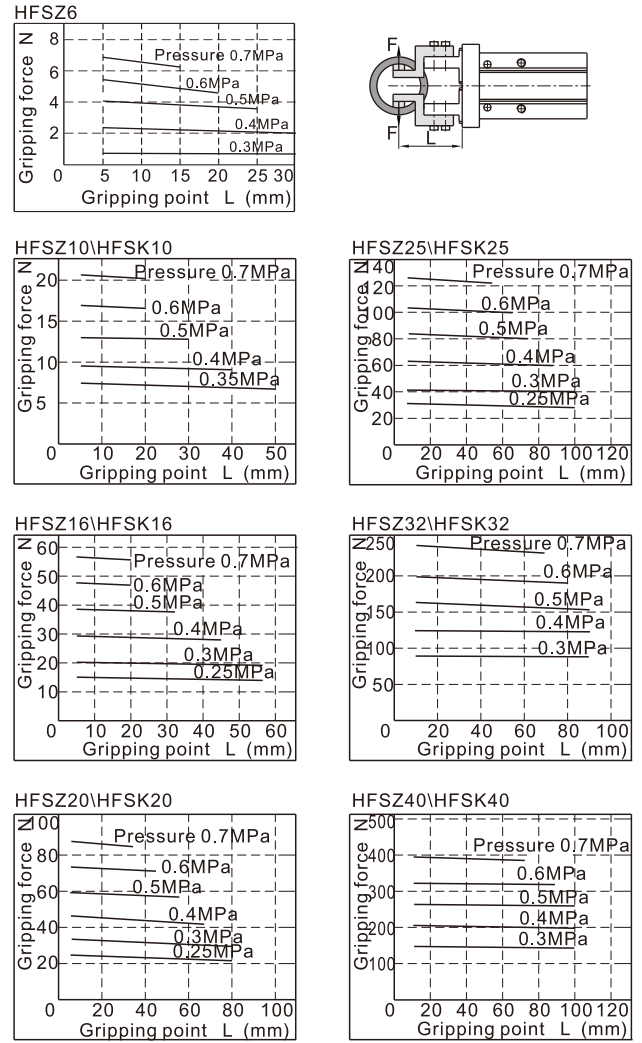 HFSZ6
Gripping force N
8
6
4
2
0
Pressure 0.7MPa
0.6MPa
0.5MPa
0.4MPa
0.3MPa
5 10 15 20 25 30
Gripping point L (mm)
F
F
L
HFSZ10\HFSK10
Gripping force N
20
15
10
5
0
Pressure 0.7MPa
0.6MPa
0.5MPa
0.4MPa
0.35MPa
10 20 30 40 50
Gripping point L (mm)
HFSZ25\HFSK25
Gripping force N
140
120
100
80
60
40
20
0
Pressure 0.7MPa
0.6MPa
0.5MPa
0.4MPa
0.3MPa
0.25MPa
20 40 60 80 100 120
Gripping point L (mm)
HFSZ16\HFSK16
Gripping force N
60
50
40
30
20
10
0
Pressure 0.7MPa
0.6MPa
0.5MPa
0.4MPa
0.3MPa
0.25MPa
10 20 30 40 50 60
Gripping point L (mm)
HFSZ32\HFSK32
Gripping force N
250
200
150
100
50
0
Pressure 0.7MPa
0.6MPa
0.5MPa
0.4MPa
0.3MPa
20 40 60 80 100
Gripping point L (mm)
HFSZ20\HFSK20
Gripping force N
100
80
60
40
20
0
Pressure 0.7MPa
0.6MPa
0.5MPa
0.4MPa
0.3MPa
0.25MPa
20 40 60 80 100
Gripping point L (mm)
HFSZ40\HFSK40
Gripping force N
500
400
300
200
100
0
Pressure 0.7MPa
0.6MPa
0.5MPa
0.4MPa
0.3MPa
20 40 60 80 100 120
Gripping point L (mm)